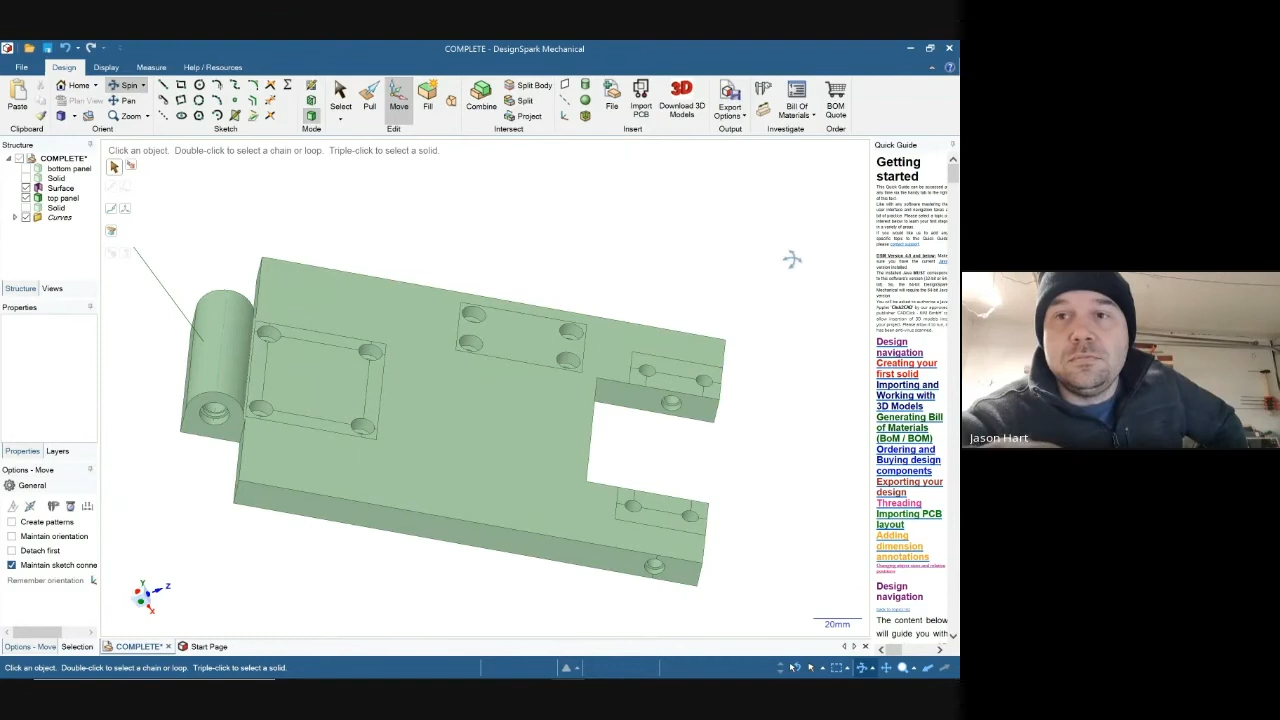 COMPLETE - DesignSpark Mechanical
File Design Display Measure Help / Resources
Paste
Clipboard
Home
Plan View
Spin
Pan
Zoom
Orient
Sketch
Mode
Select
Pull
Move
Fill
Edit
Combine
Split Body
Split
Project
Intersect
File
Import PCB
Download 3D Models
Insert
Export Options
Output
Bill Of Materials
Investigate
BOM Quote
Order
Structure
COMPLETE*
bottom panel
Solid
Surface
top panel
Solid
Curves
Structure Views
Properties
Properties Layers
Options - Move
General
Create patterns
Maintain orientation
Detach first
Maintain sketch conne
Remember orientation
Options - Move Selection
Click an object. Double-click to select a chain or loop. Triple-click to select a solid.
Y
Z
X
20mm
COMPLETE* Start Page
Quick Guide
Getting
started
Design
navigation
Creating your
first solid
Importing and
Working with
3D Models
Generating Bill
of Materials
(BoM / BOM)
Ordering and
Buying design
components
Exporting your
design
Threading
Importing PCB
layout
Adding
dimension
annotations
Design
navigation
The content below
will guide you with
Click an object. Double-click to select a chain or loop. Triple-click to select a solid.
Jason Hart